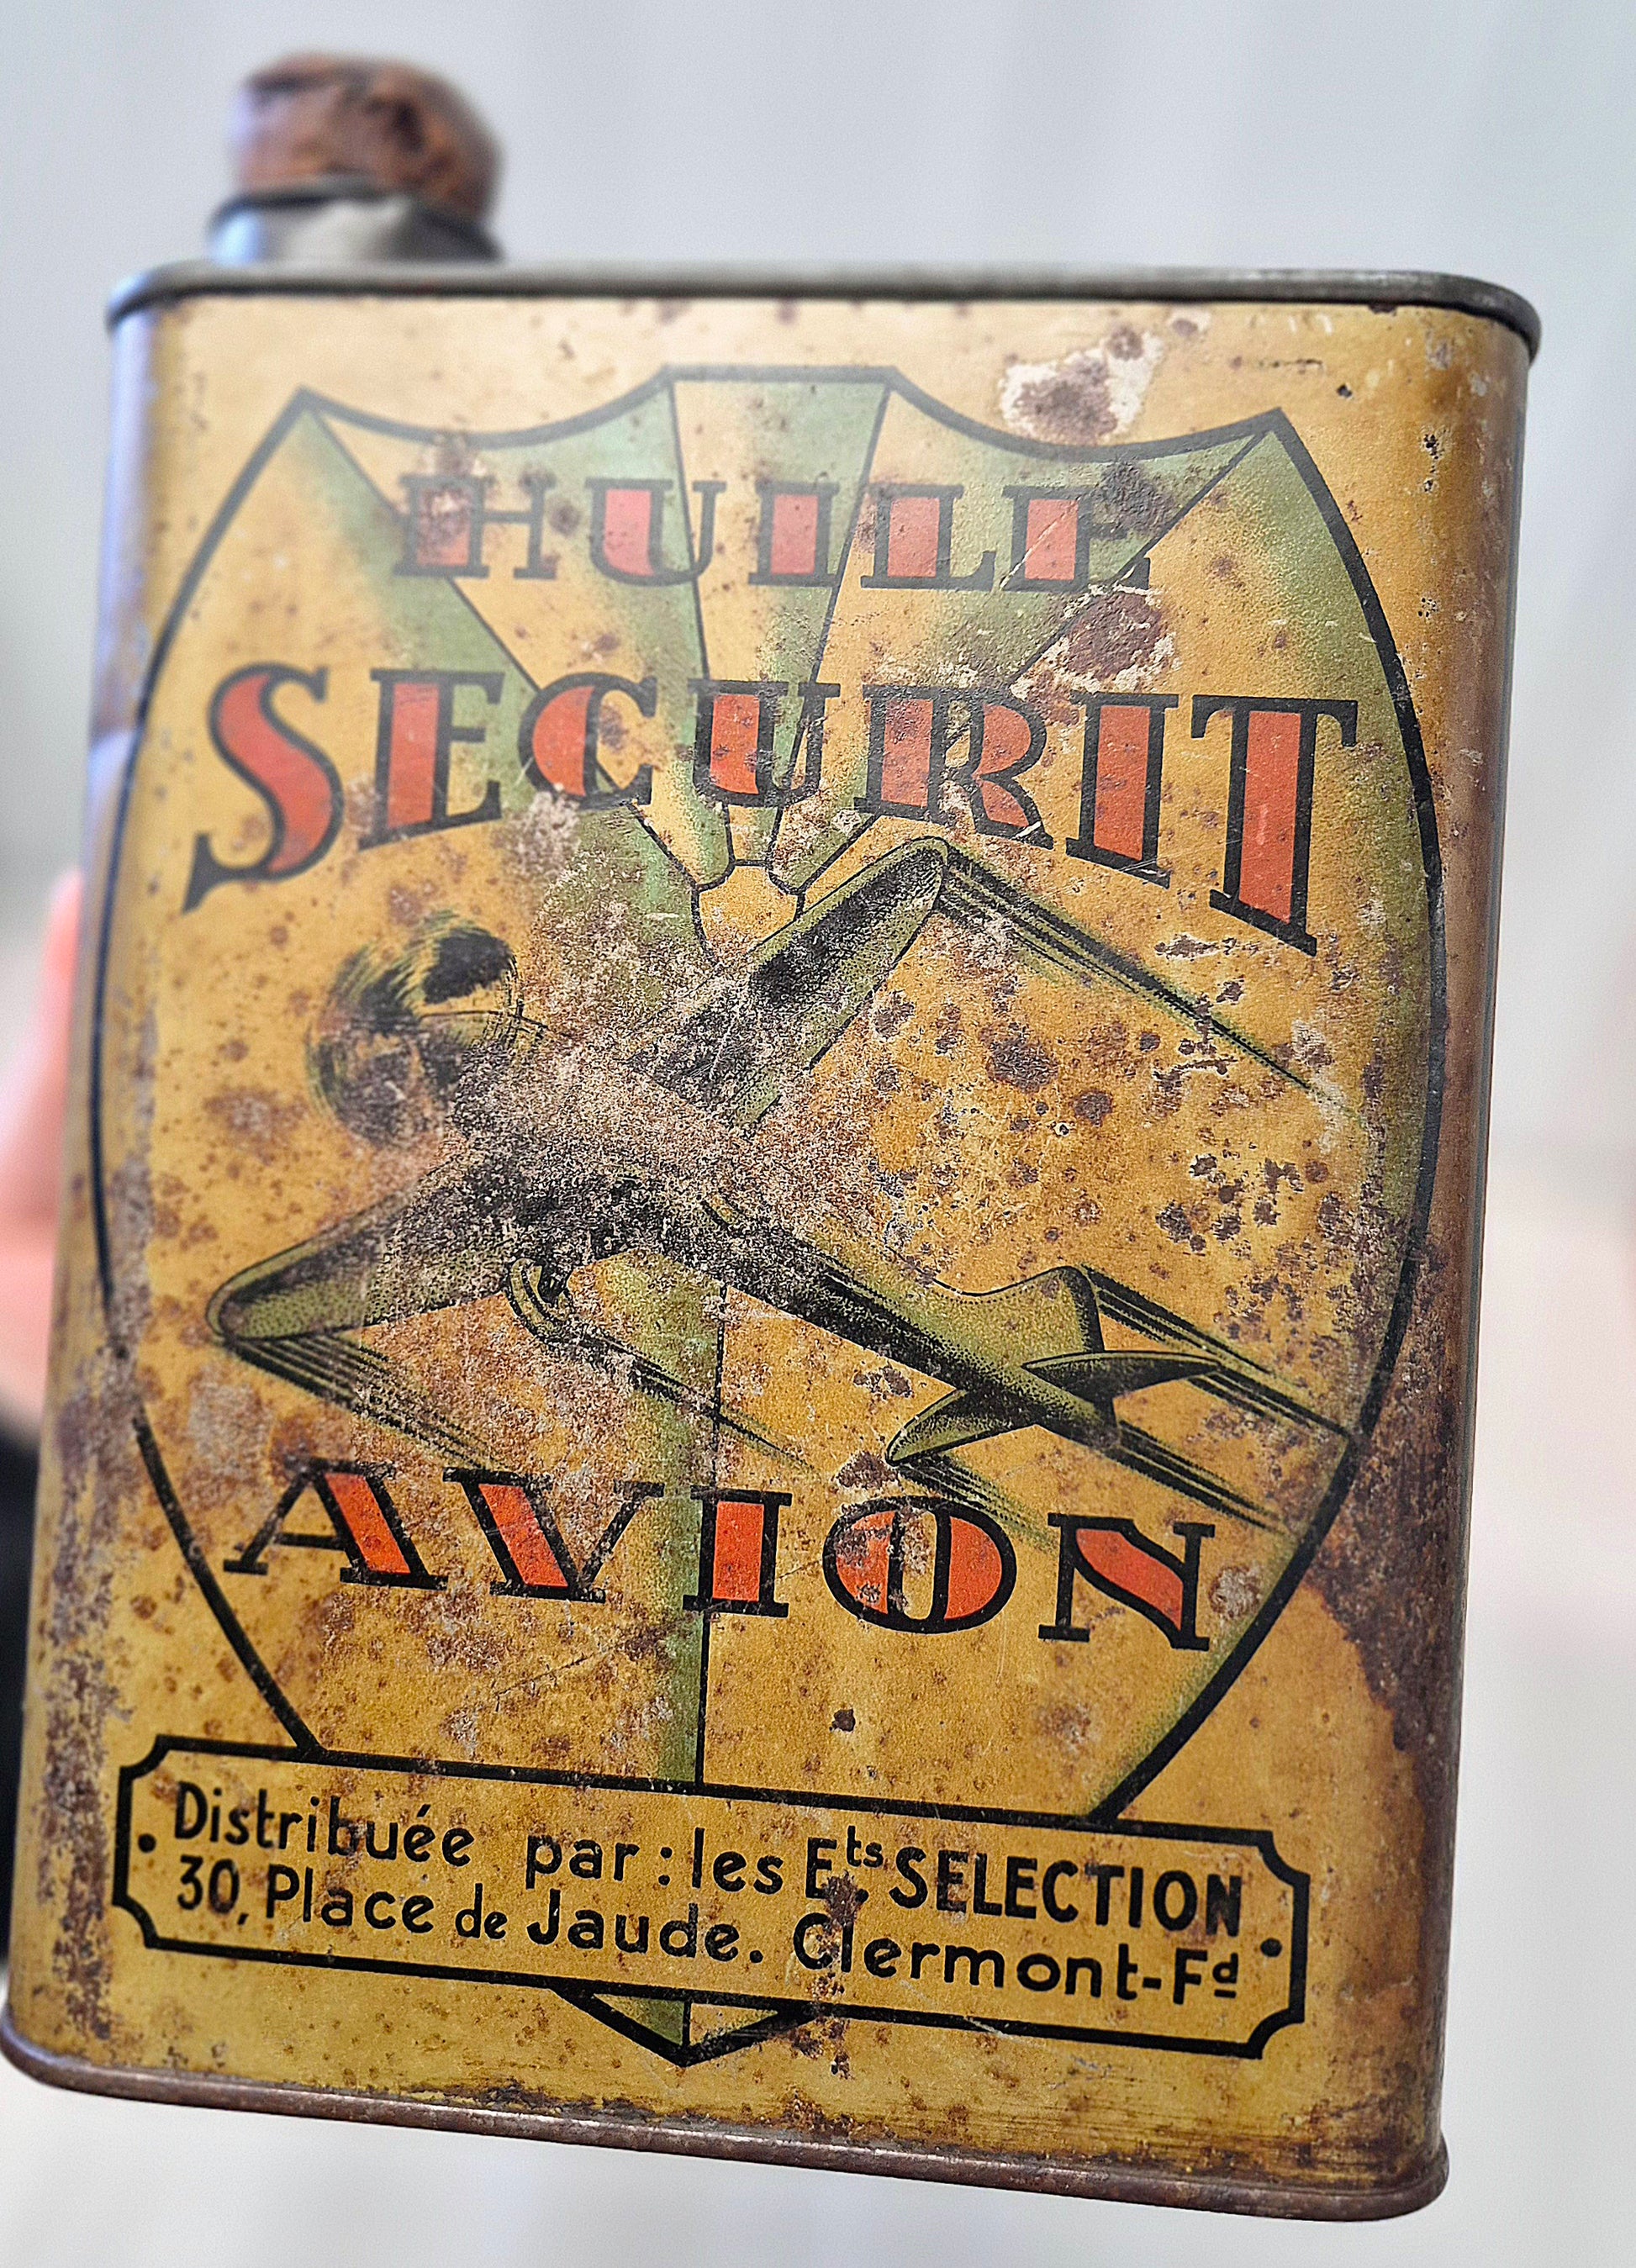 HUILE
SECURIT
AVION
Distribuée par : les Ets SELECTION
30, Place de Jaude. Clermont-Fd